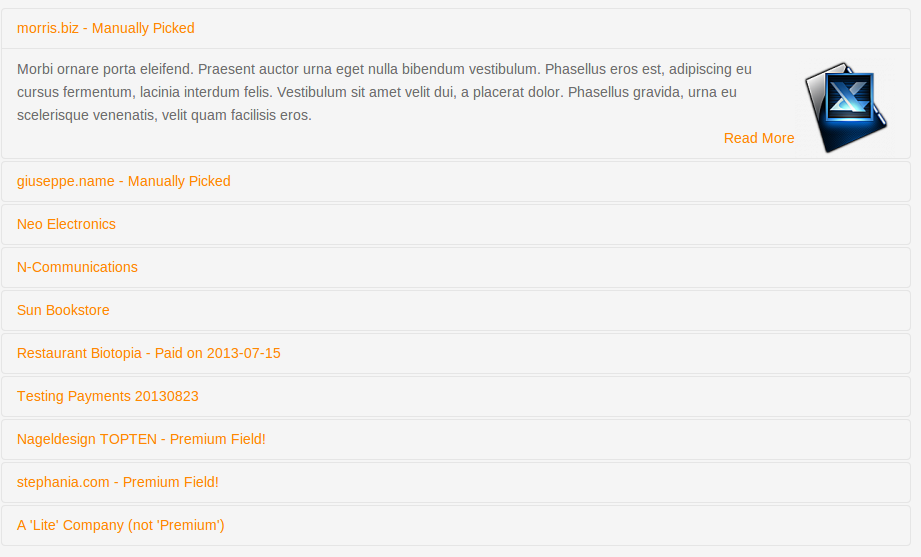 morris.biz - Manually Picked
Morbi ornare porta eleifend. Praesent auctor urna eget nulla bibendum vestibulum. Phasellus eros est, adipiscing eu
cursus fermentum, lacinia interdum felis. Vestibulum sit amet velit dui, a placerat dolor. Phasellus gravida, urna eu
scelerisque venenatis, velit quam facilisis eros.
Read More
giuseppe.name - Manually Picked
Neo Electronics
N-Communications
Sun Bookstore
Restaurant Biotopia - Paid on 2013-07-15
Testing Payments 20130823
Nageldesign TOPTEN - Premium Field!
stephania.com - Premium Field!
A 'Lite' Company (not 'Premium')